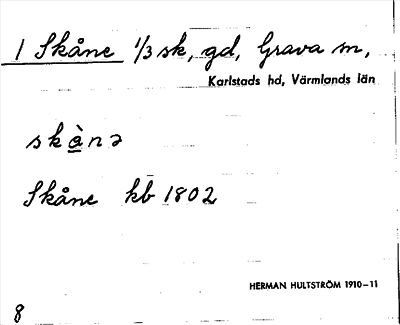 1 Skåne 1/3 sk, gd, Grava sn,
Karlstads hd, Värmlands län
skànə
Skåne kb 1802
HERMAN HULTSTRÖM 1910–11
8